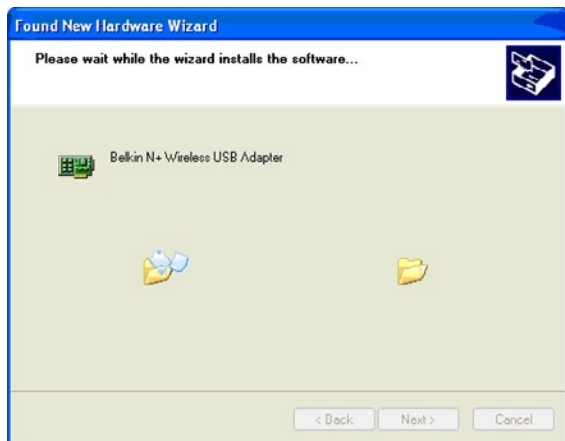 Found New Hardware Wizard
Please wait while the wizard installs the software...
Belkin N+ Wireless USB Adapter
< Back
Next >
Cancel